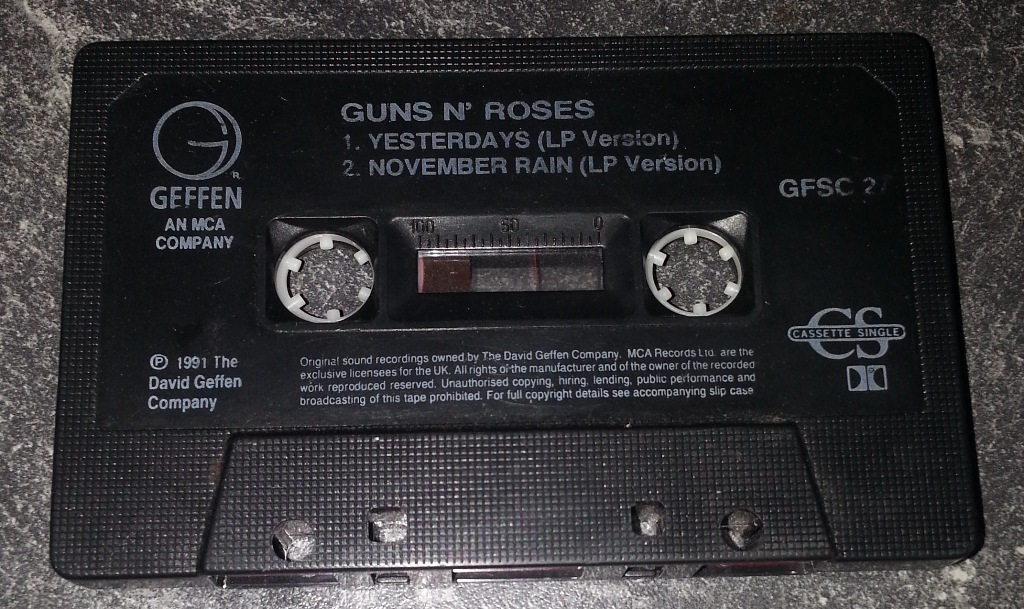 GUNS N' ROSES
1. YESTERDAYS (LP Version)
2. NOVEMBER RAIN (LP Version)
G
R
GEFFEN
AN MCA
COMPANY
GFSC 27
100 50 0
CS
CASSETTE SINGLE
℗ 1991 The
David Geffen
Company
Original sound recordings owned by The David Geffen Company. MCA Records Ltd. are the
exclusive licensees for the UK. All rights of the manufacturer and of the owner of the recorded
work reproduced reserved. Unauthorised copying, hiring, lending, public performance and
broadcasting of this tape prohibited. For full copyright details see accompanying slip case